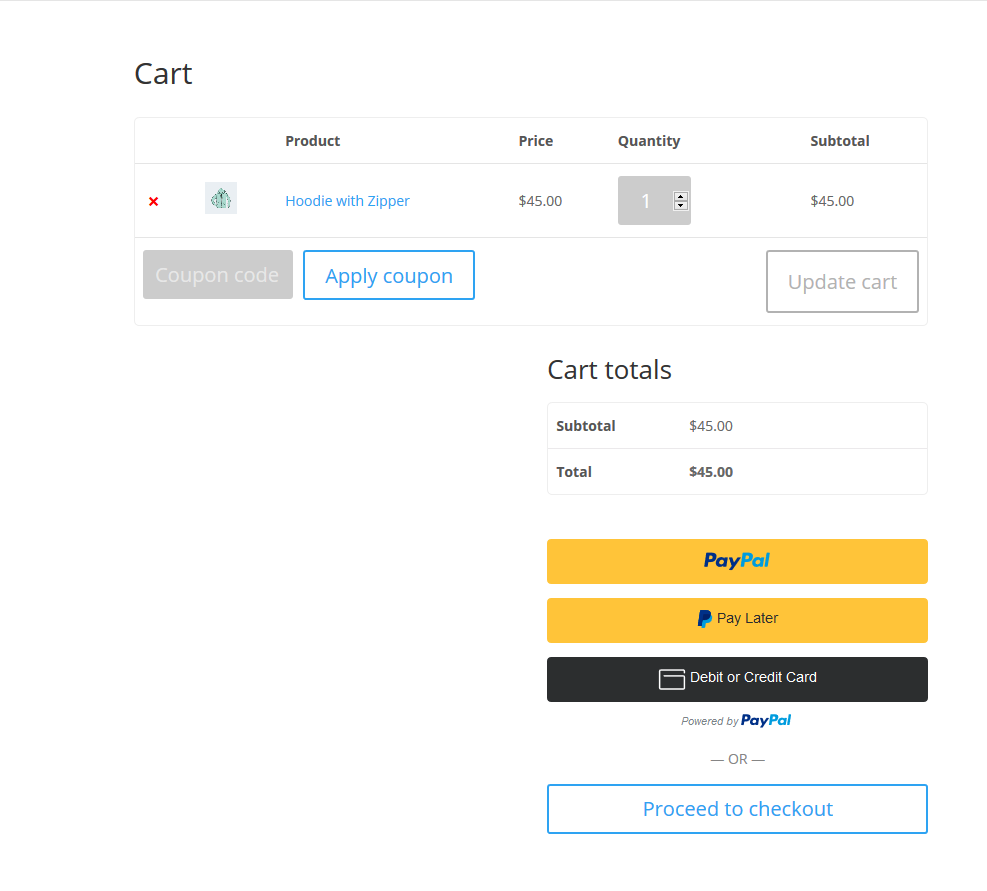 Cart
Product Price Quantity Subtotal
× Hoodie with Zipper $45.00 1 $45.00
Coupon code Apply coupon Update cart
Cart totals
Subtotal $45.00
Total $45.00
PayPal
Pay Later
Debit or Credit Card
Powered by PayPal
— OR —
Proceed to checkout